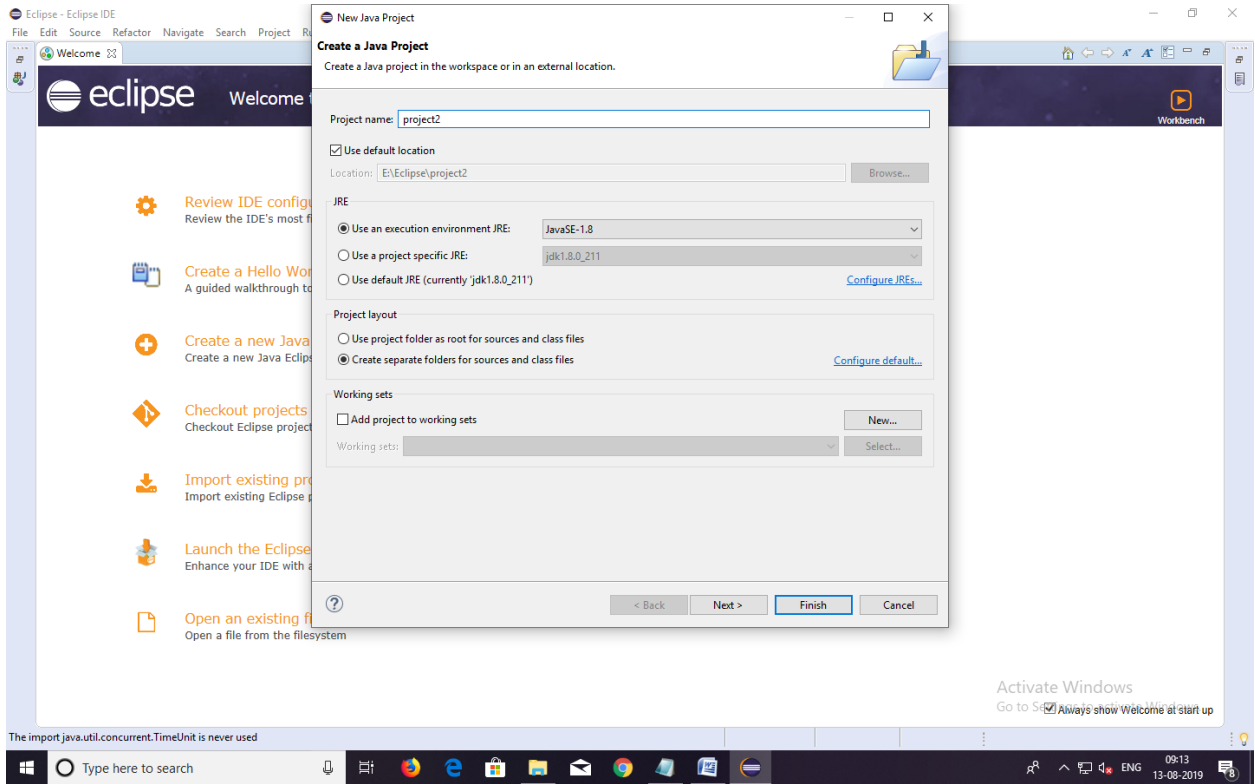 Eclipse - Eclipse IDE
File Edit Source Refactor Navigate Search Project
Welcome
eclipse Welcome
Workbench
Review IDE
Review the IDE's most
Create a Hello
A guided walkthrough
Create a new Java
Create a new Java
Checkout projects
Checkout Eclipse
Import existing
Import existing Eclipse
Launch the Eclipse
Enhance your IDE with
Open an existing
Open a file from the filesystem
New Java Project
Create a Java Project
Create a Java project in the workspace or in an external location.
Project name: project2
Use default location
Location: E:\Eclipse\project2 Browse...
JRE
Use an execution environment JRE: JavaSE-1.8
Use a project specific JRE: jdk1.8.0_211
Use default JRE (currently 'jdk1.8.0_211') Configure JREs...
Project layout
Use project folder as root for sources and class files
Create separate folders for sources and class files Configure default...
Working sets
Add project to working sets New...
Working sets: Select...
< Back Next > Finish Cancel
Activate Windows
Go to
Always show Welcome at start up
The import java.util.concurrent.TimeUnit is never used
Type here to search
ENG
09:13
13-08-2019
8